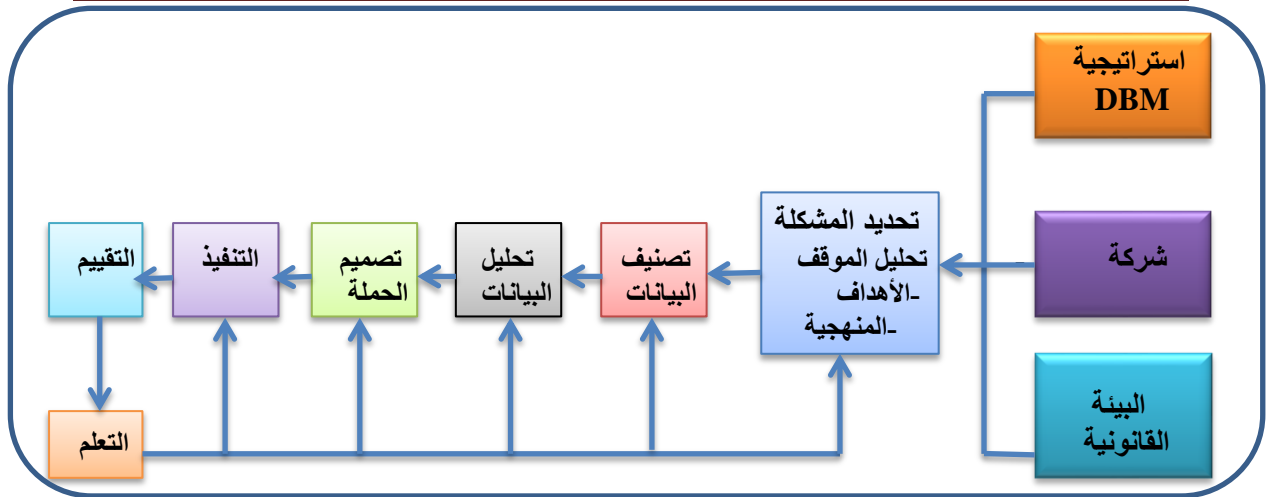 استراتيجية
DBM
شركة
البيئة
القانونية
تحديد المشكلة
تحليل الموقف
-الأهداف
-المنهجية
تصنيف
البيانات
تحليل
البيانات
تصميم
الحملة
التنفيذ
التقييم
التعلم